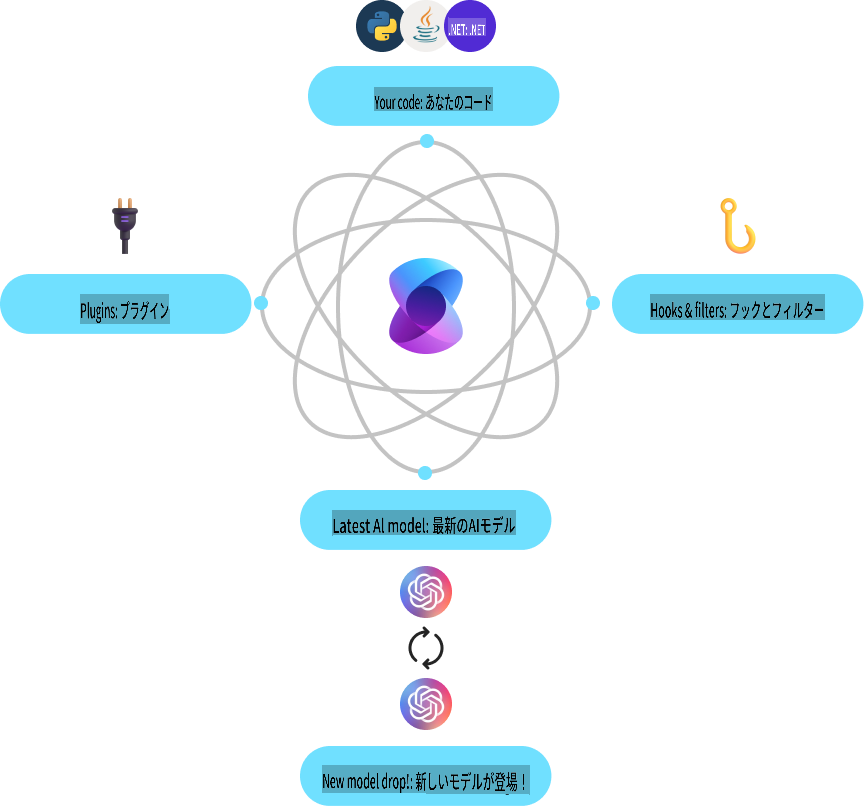 .NET: .NET
Your code: あなたのコード
Plugins: プラグイン
Hooks & filters: フックとフィルター
Latest Al model: 最新のAIモデル
New model drop!: 新しいモデルが登場！